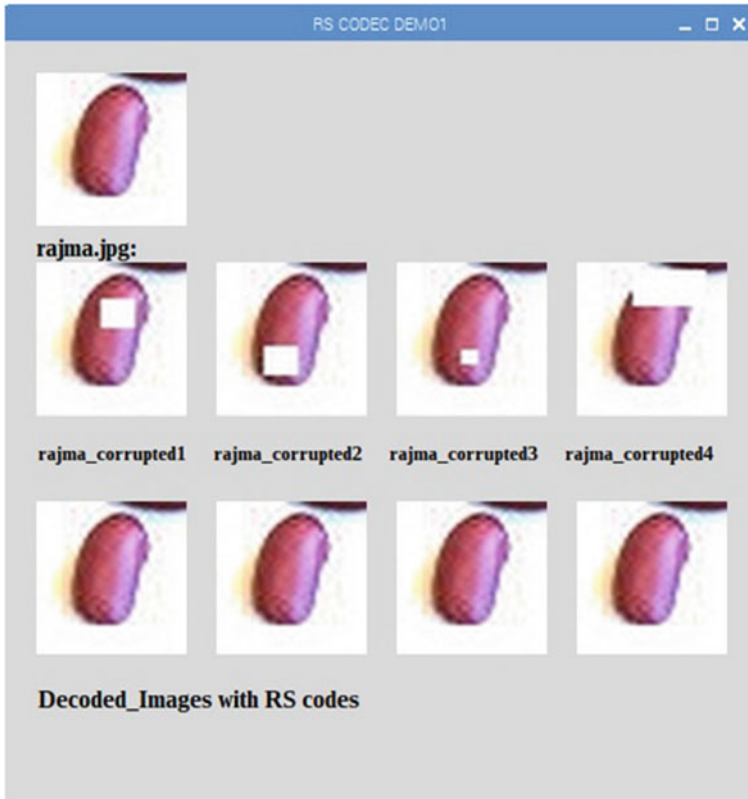 RS CODEC DEMO1
rajma.jpg:
rajma_corrupted1 rajma_corrupted2 rajma_corrupted3 rajma_corrupted4
Decoded_Images with RS codes